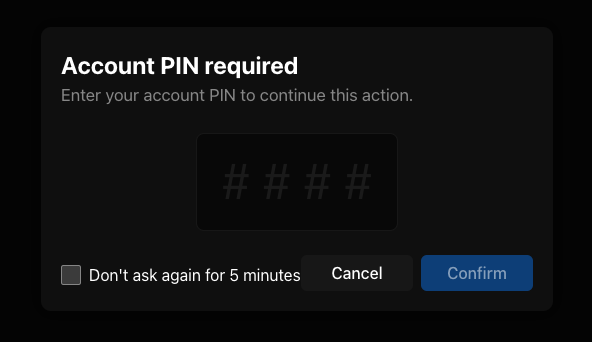 Account PIN required
Enter your account PIN to continue this action.
# # # #
Don't ask again for 5 minutes Cancel Confirm